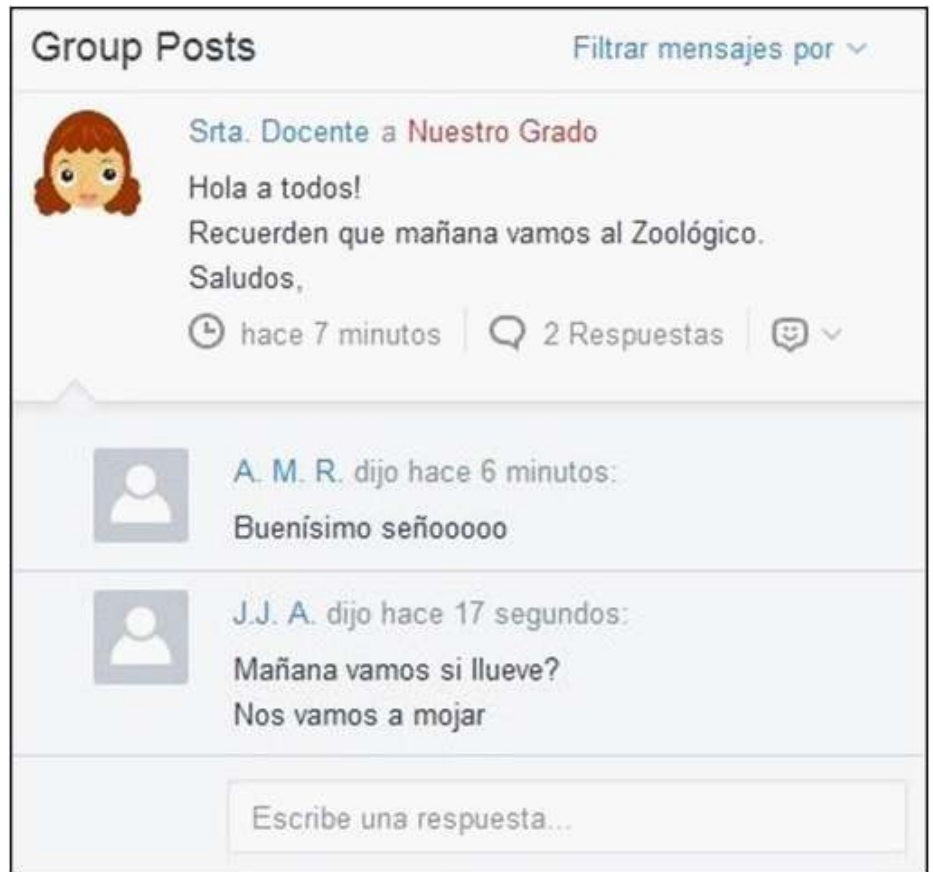 Group Posts
Filtrar mensajes por
Srta. Docente a Nuestro Grado
Hola a todos!
Recuerden que mañana vamos al Zoológico.
Saludos,
hace 7 minutos
2 Respuestas
A. M. R. dijo hace 6 minutos:
Buenísimo señooooo
J.J. A. dijo hace 17 segundos:
Mañana vamos si llueve?
Nos vamos a mojar
Escribe una respuesta...